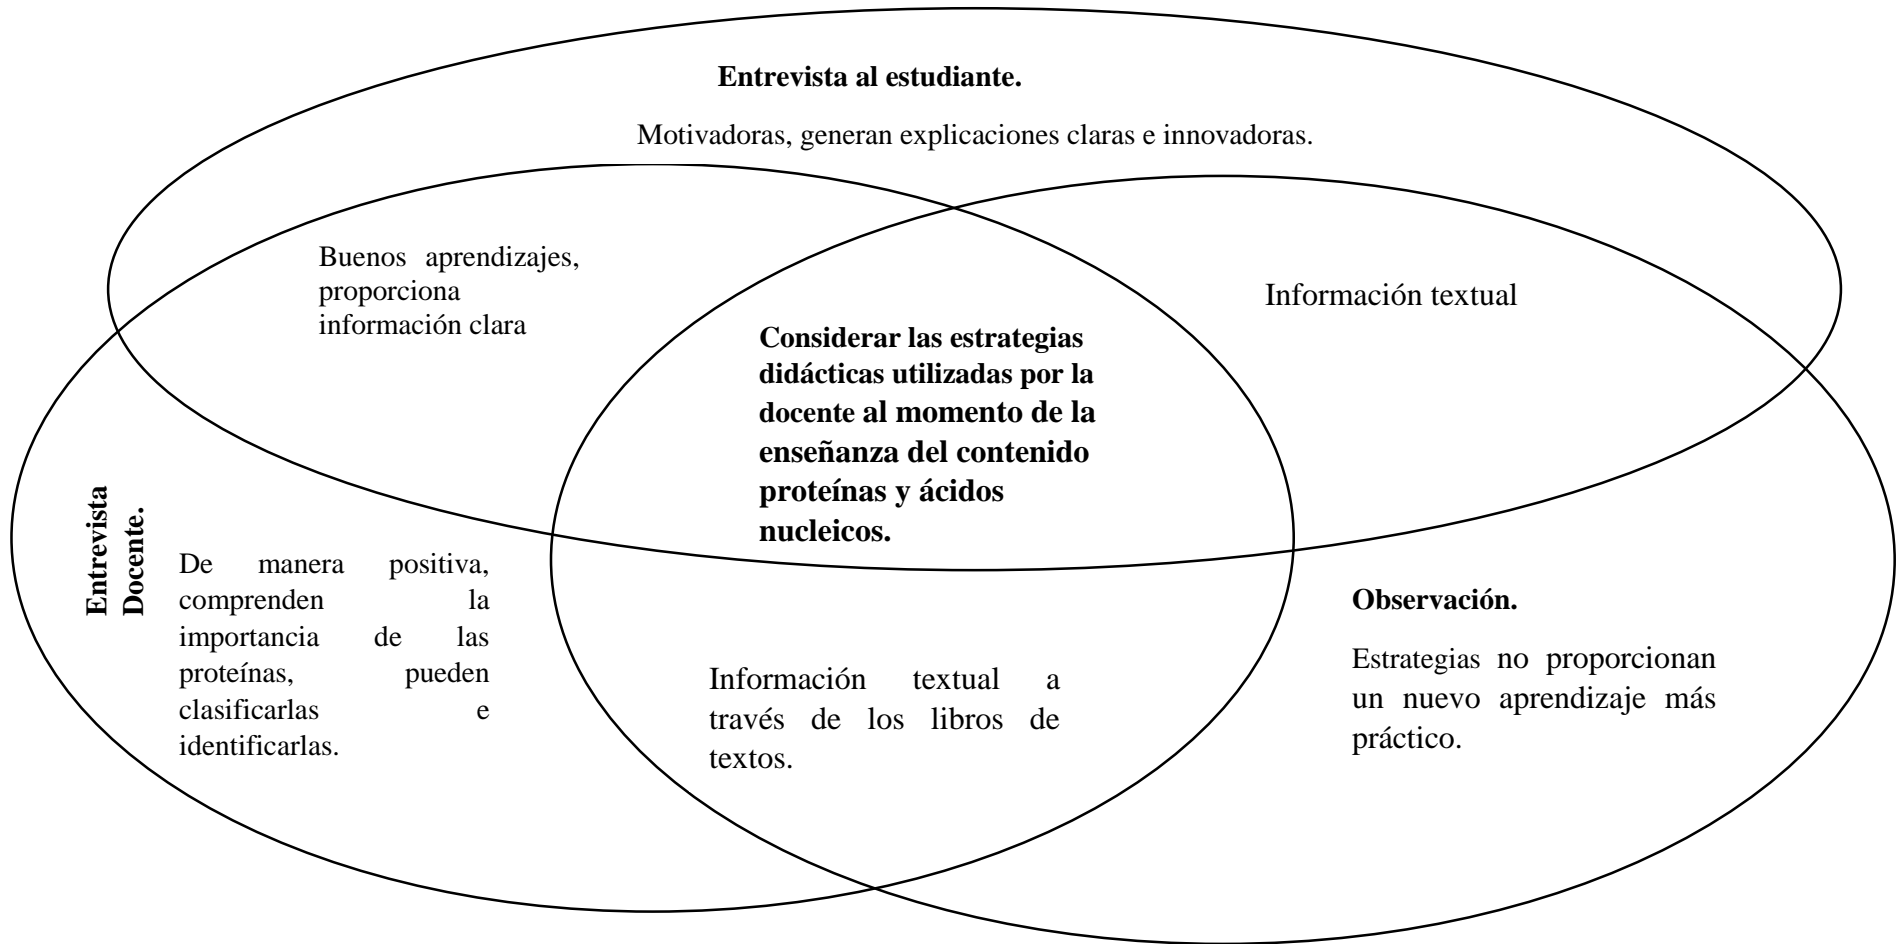 Entrevista al estudiante.
Motivadoras, generan explicaciones claras e innovadoras.
Buenos aprendizajes,
proporciona
información clara
Información textual
Considerar las estrategias
didácticas utilizadas por la
docente al momento de la
enseñanza del contenido
proteínas y ácidos
nucleicos.
Entrevista
Docente.
De manera positiva,
comprenden la
importancia de las
proteínas, pueden
clasificarlas e
identificarlas.
Información textual a
través de los libros de
textos.
Observación.
Estrategias no proporcionan
un nuevo aprendizaje más
práctico.